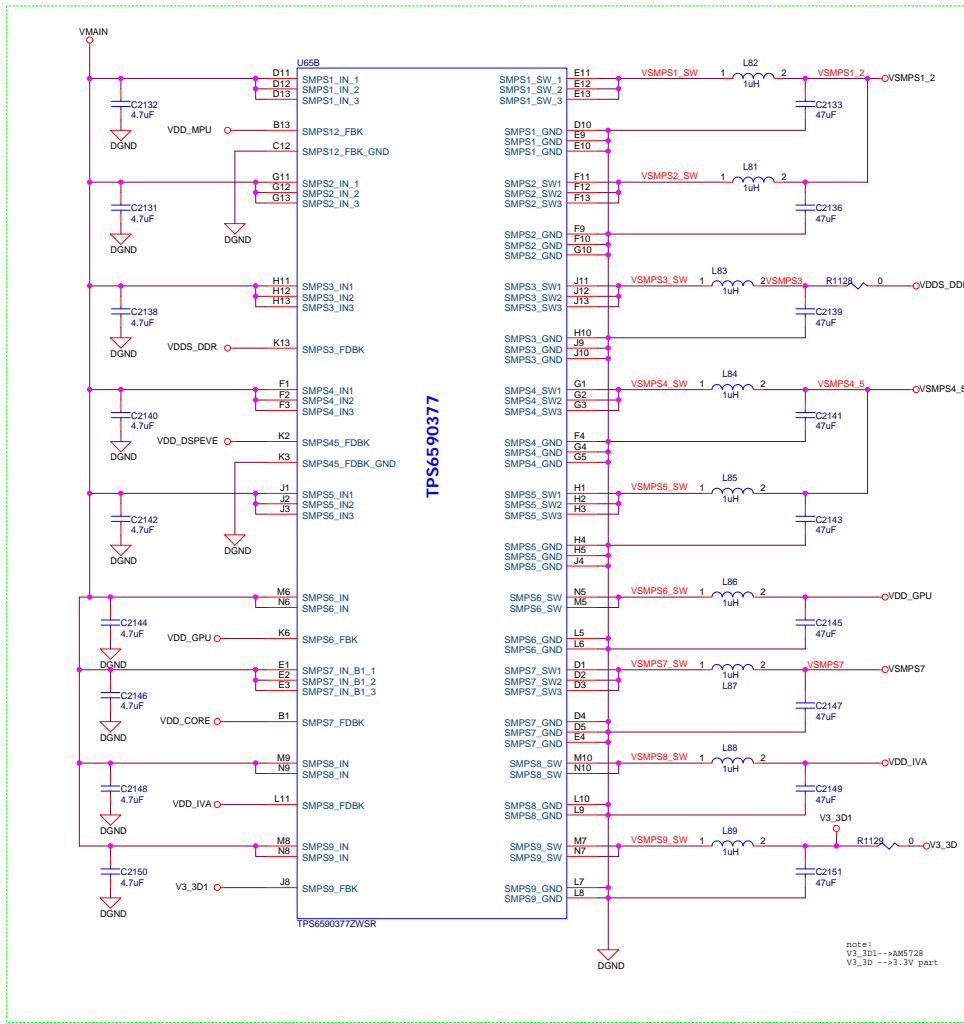 VMAIN
U65B
D11 SMPS1_IN_1 SMPS1_SW_1 E11 VSMPS1_SW 1 L82 2 VSMPS1_2 VSMPS1_2
D12 SMPS1_IN_2 SMPS1_SW_2 E12 1uH
D13 SMPS1_IN_3 SMPS1_SW_3 E13
C2132 C2133
4.7uF 47uF
VDD_MPU B13 SMPS12_FBK SMPS1_GND D10
DGND SMPS1_GND E9
C12 SMPS12_FBK_GND SMPS1_GND E10
G11 SMPS2_IN_1 SMPS2_SW1 F11 VSMPS2_SW 1 L81 2
G12 SMPS2_IN_2 SMPS2_SW2 F12 1uH
G13 SMPS2_IN_3 SMPS2_SW3 F13
C2131 C2136
4.7uF 47uF
DGND DGND SMPS2_GND F9
SMPS2_GND F10
SMPS2_GND G10
H11 SMPS3_IN1 SMPS3_SW1 J11 VSMPS3_SW 1 L83 2 VSMPS3 R1128 0
H12 SMPS3_IN2 SMPS3_SW2 J12 1uH
H13 SMPS3_IN3 SMPS3_SW3 J13
C2138 C2139
4.7uF 47uF
DGND SMPS3_GND H10
VDDS_DDR K13 SMPS3_FDBK SMPS3_GND J9
SMPS3_GND J10
F1 SMPS4_IN1 SMPS4_SW1 G1 VSMPS4_SW 1 L84 2 VSMPS4_5
F2 SMPS4_IN2 SMPS4_SW2 G2 1uH
F3 SMPS4_IN3 SMPS4_SW3 G3
C2140 C2141
4.7uF 47uF
TPS6590377
VDD_DSPEVE K2 SMPS45_FDBK SMPS4_GND F4
DGND SMPS4_GND G4
K3 SMPS45_FDBK_GND SMPS4_GND G5
J1 SMPS5_IN1 SMPS5_SW1 H1 VSMPS5_SW 1 L85 2
J2 SMPS5_IN2 SMPS5_SW2 H2 1uH
J3 SMPS5_IN3 SMPS5_SW3 H3
C2142 C2143
4.7uF 47uF
DGND DGND SMPS5_GND H4
SMPS5_GND H5
SMPS5_GND J4
M6 SMPS6_IN SMPS6_SW N5 VSMPS6_SW 1 L86 2 VDD_GPU
N6 SMPS6_IN SMPS6_SW M5 1uH
C2144 C2145
4.7uF 47uF
VDD_GPU K6 SMPS6_FBK SMPS6_GND L5
DGND SMPS6_GND L6
E1 SMPS7_IN_B1_1 SMPS7_SW1 D1 VSMPS7_SW 1 1uH 2 VSMPS7 VSMPS7
E2 SMPS7_IN_B1_2 SMPS7_SW2 D2 L87
E3 SMPS7_IN_B1_3 SMPS7_SW3 D3
C2146 C2147
4.7uF 47uF
VDD_CORE B1 SMPS7_FDBK SMPS7_GND D4
DGND SMPS7_GND D5
SMPS7_GND E4
M9 SMPS8_IN SMPS8_SW M10 VSMPS8_SW 1 L88 2 VDD_IVA
N9 SMPS8_IN SMPS8_SW N10 1uH
C2148 C2149
4.7uF 47uF
VDD_IVA L11 SMPS8_FDBK SMPS8_GND L10
DGND SMPS8_GND L9
V3_3D1
M8 SMPS9_IN SMPS9_SW M7 VSMPS9_SW 1 L89 2 R1129 0 V3_3D
N8 SMPS9_IN SMPS9_SW N7 1uH
C2150 C2151
4.7uF 47uF
V3_3D1 J8 SMPS9_FBK SMPS9_GND L7
DGND SMPS9_GND L8
TPS6590377ZWSR
DGND
note:
V3_3D1-->AM5728
V3_3D -->3.3V part